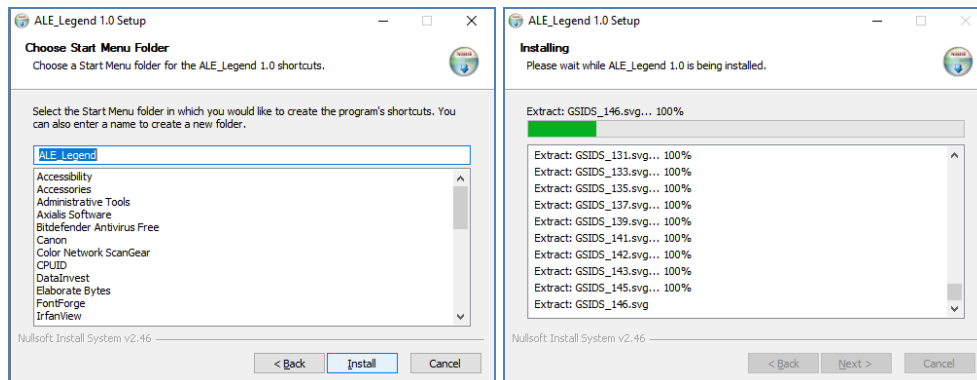 ALE_Legend 1.0 Setup
Choose Start Menu Folder
Choose a Start Menu folder for the ALE_Legend 1.0 shortcuts.
Select the Start Menu folder in which you would like to create the program's shortcuts. You
can also enter a name to create a new folder.
ALE_Legend
Accessibility
Accessories
Administrative Tools
Axialis Software
Bitdefender Antivirus Free
Canon
Color Network ScanGear
CPUID
DataInvest
Elaborate Bytes
FontForge
IrfanView
Nullsoft Install System v2.46
< Back
Install
Cancel
ALE_Legend 1.0 Setup
Installing
Please wait while ALE_Legend 1.0 is being installed.
Extract: GSIDS_146.svg... 100%
Extract: GSIDS_131.svg... 100%
Extract: GSIDS_133.svg... 100%
Extract: GSIDS_135.svg... 100%
Extract: GSIDS_137.svg... 100%
Extract: GSIDS_139.svg... 100%
Extract: GSIDS_141.svg... 100%
Extract: GSIDS_142.svg... 100%
Extract: GSIDS_143.svg... 100%
Extract: GSIDS_145.svg... 100%
Extract: GSIDS_146.svg
Nullsoft Install System v2.46
< Back
Next >
Cancel